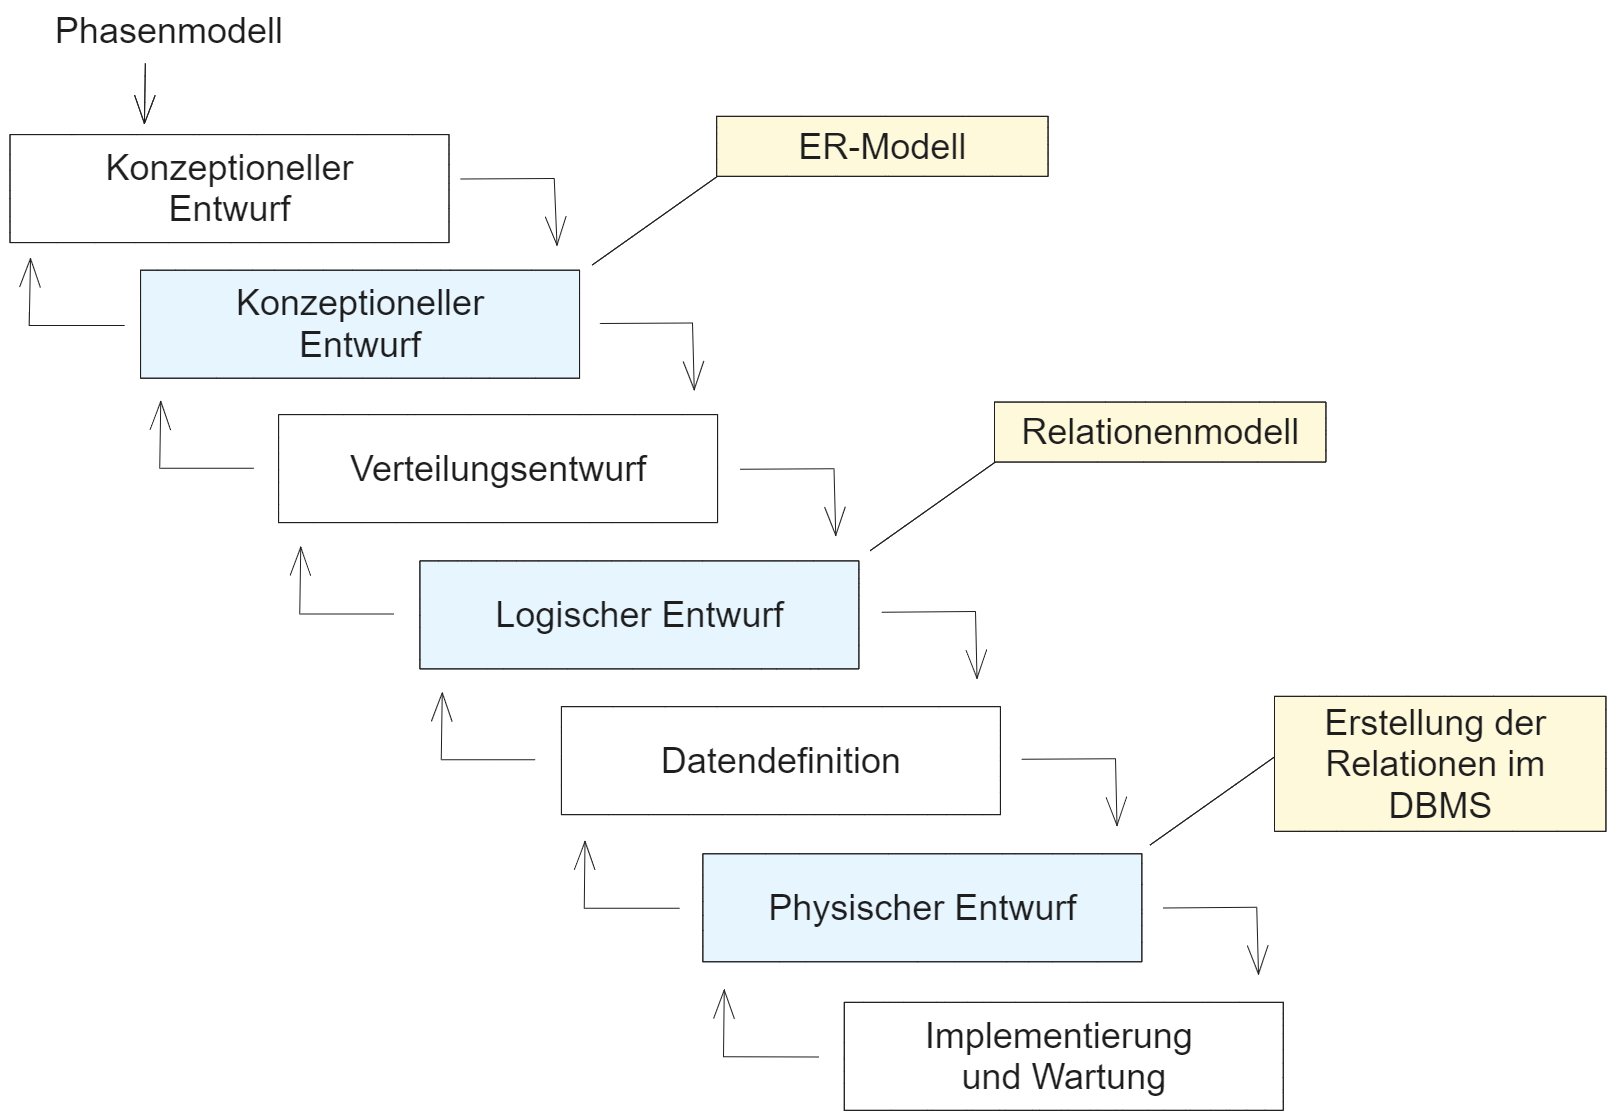 Phasenmodell
Konzeptioneller
Entwurf
ER-Modell
Konzeptioneller
Entwurf
Verteilungsentwurf
Relationenmodell
Logischer Entwurf
Datendefinition
Erstellung der
Relationen im
DBMS
Physischer Entwurf
Implementierung
und Wartung